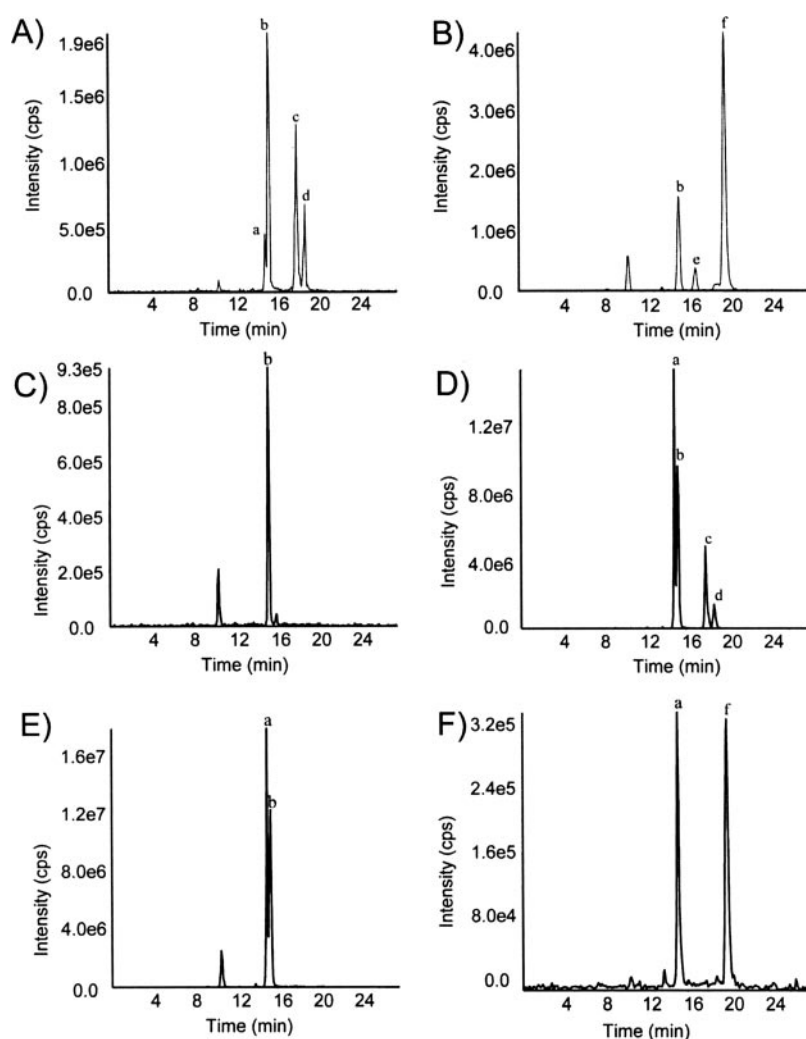 A)
Intensity (cps)
1.9e6
1.5e6
1.0e6
5.0e5
0.0
a
b
c
d
4 8 12 16 20 24
Time (min)
B)
Intensity (cps)
4.0e6
3.0e6
1.0e6
1.0e6
0.0
b
e
f
4 8 12 16 20 24
Time (min)
C)
Intensity (cps)
9.3e5
8.0e5
6.0e5
4.0e5
2.0e5
0.0
b
4 8 12 16 20 24
Time (min)
D)
Intensity (cps)
1.2e7
8.0e6
4.0e6
0.0
a
b
c
d
4 8 12 16 20 24
Time (min)
E)
Intensity (cps)
1.6e7
1.2e7
8.0e6
4.0e6
0.0
a
b
4 8 12 16 20 24
Time (min)
F)
Intensity (cps)
3.2e5
2.4e5
1.6e5
8.0e4
0.0
a
f
4 8 12 16 20 24
Time (min)